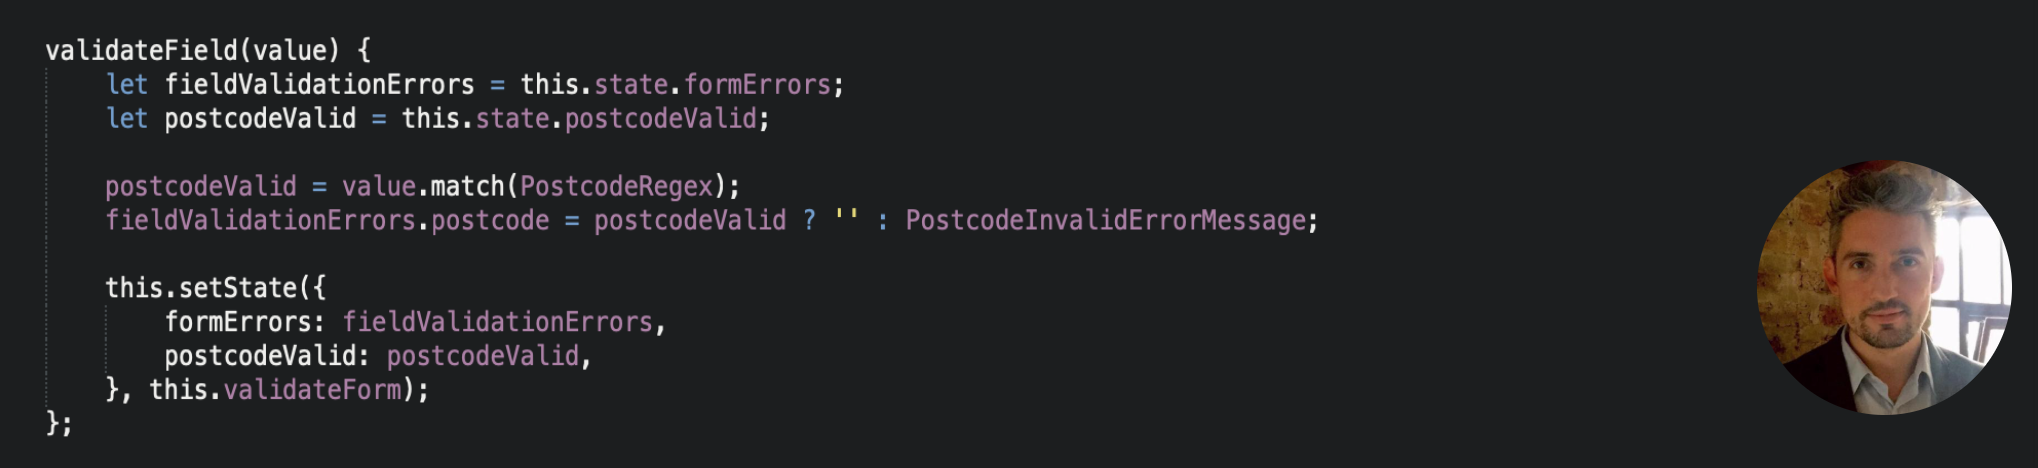 validateField(value) {
let fieldValidationErrors = this.state.formErrors;
let postcodeValid = this.state.postcodeValid;
postcodeValid = value.match(PostcodeRegex);
fieldValidationErrors.postcode = postcodeValid ? '' : PostcodeInvalidErrorMessage;
this.setState({
formErrors: fieldValidationErrors,
postcodeValid: postcodeValid,
}, this.validateForm);
};